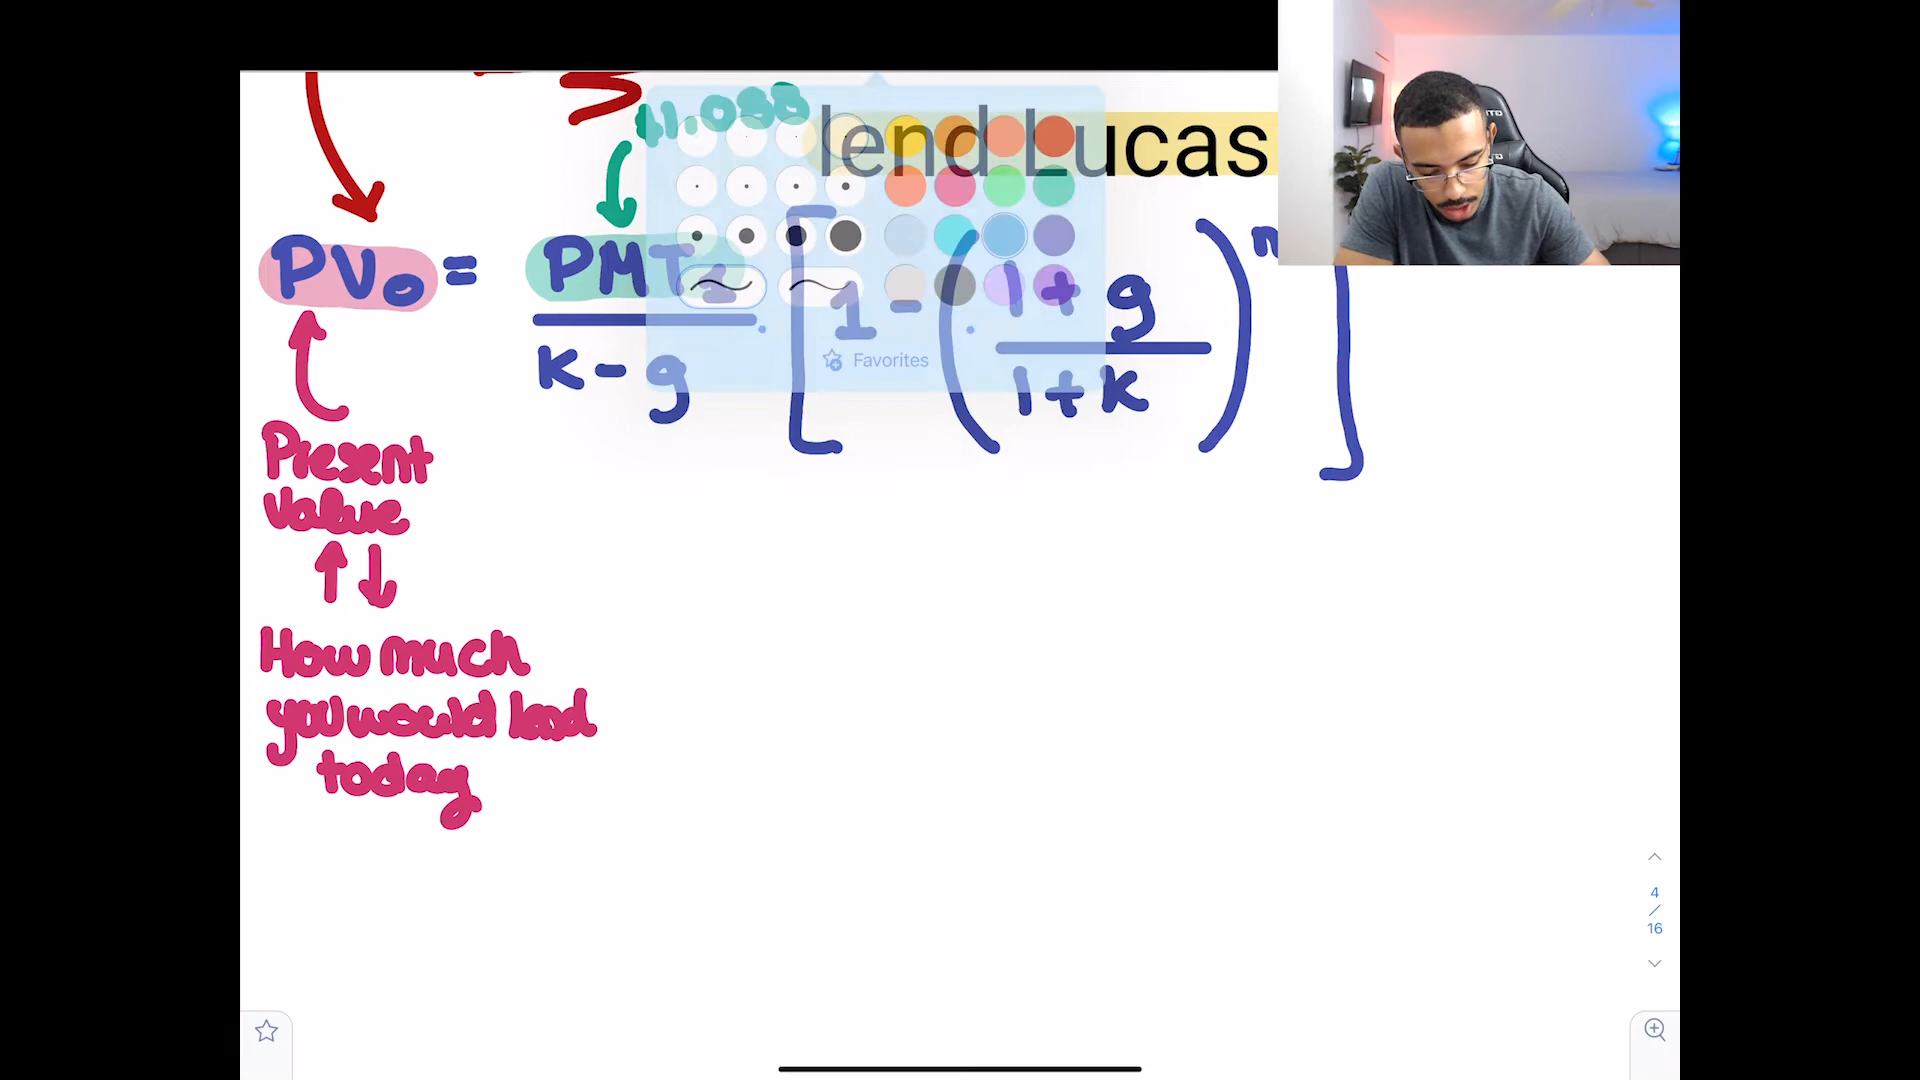 11.088
lend Lucas
PV₀ = PMT₁ / k - g [ 1 - ( 1 + g / 1 + k )ⁿ ]
Favorites
Present
Value
How much
you would lend
today
4
/
16